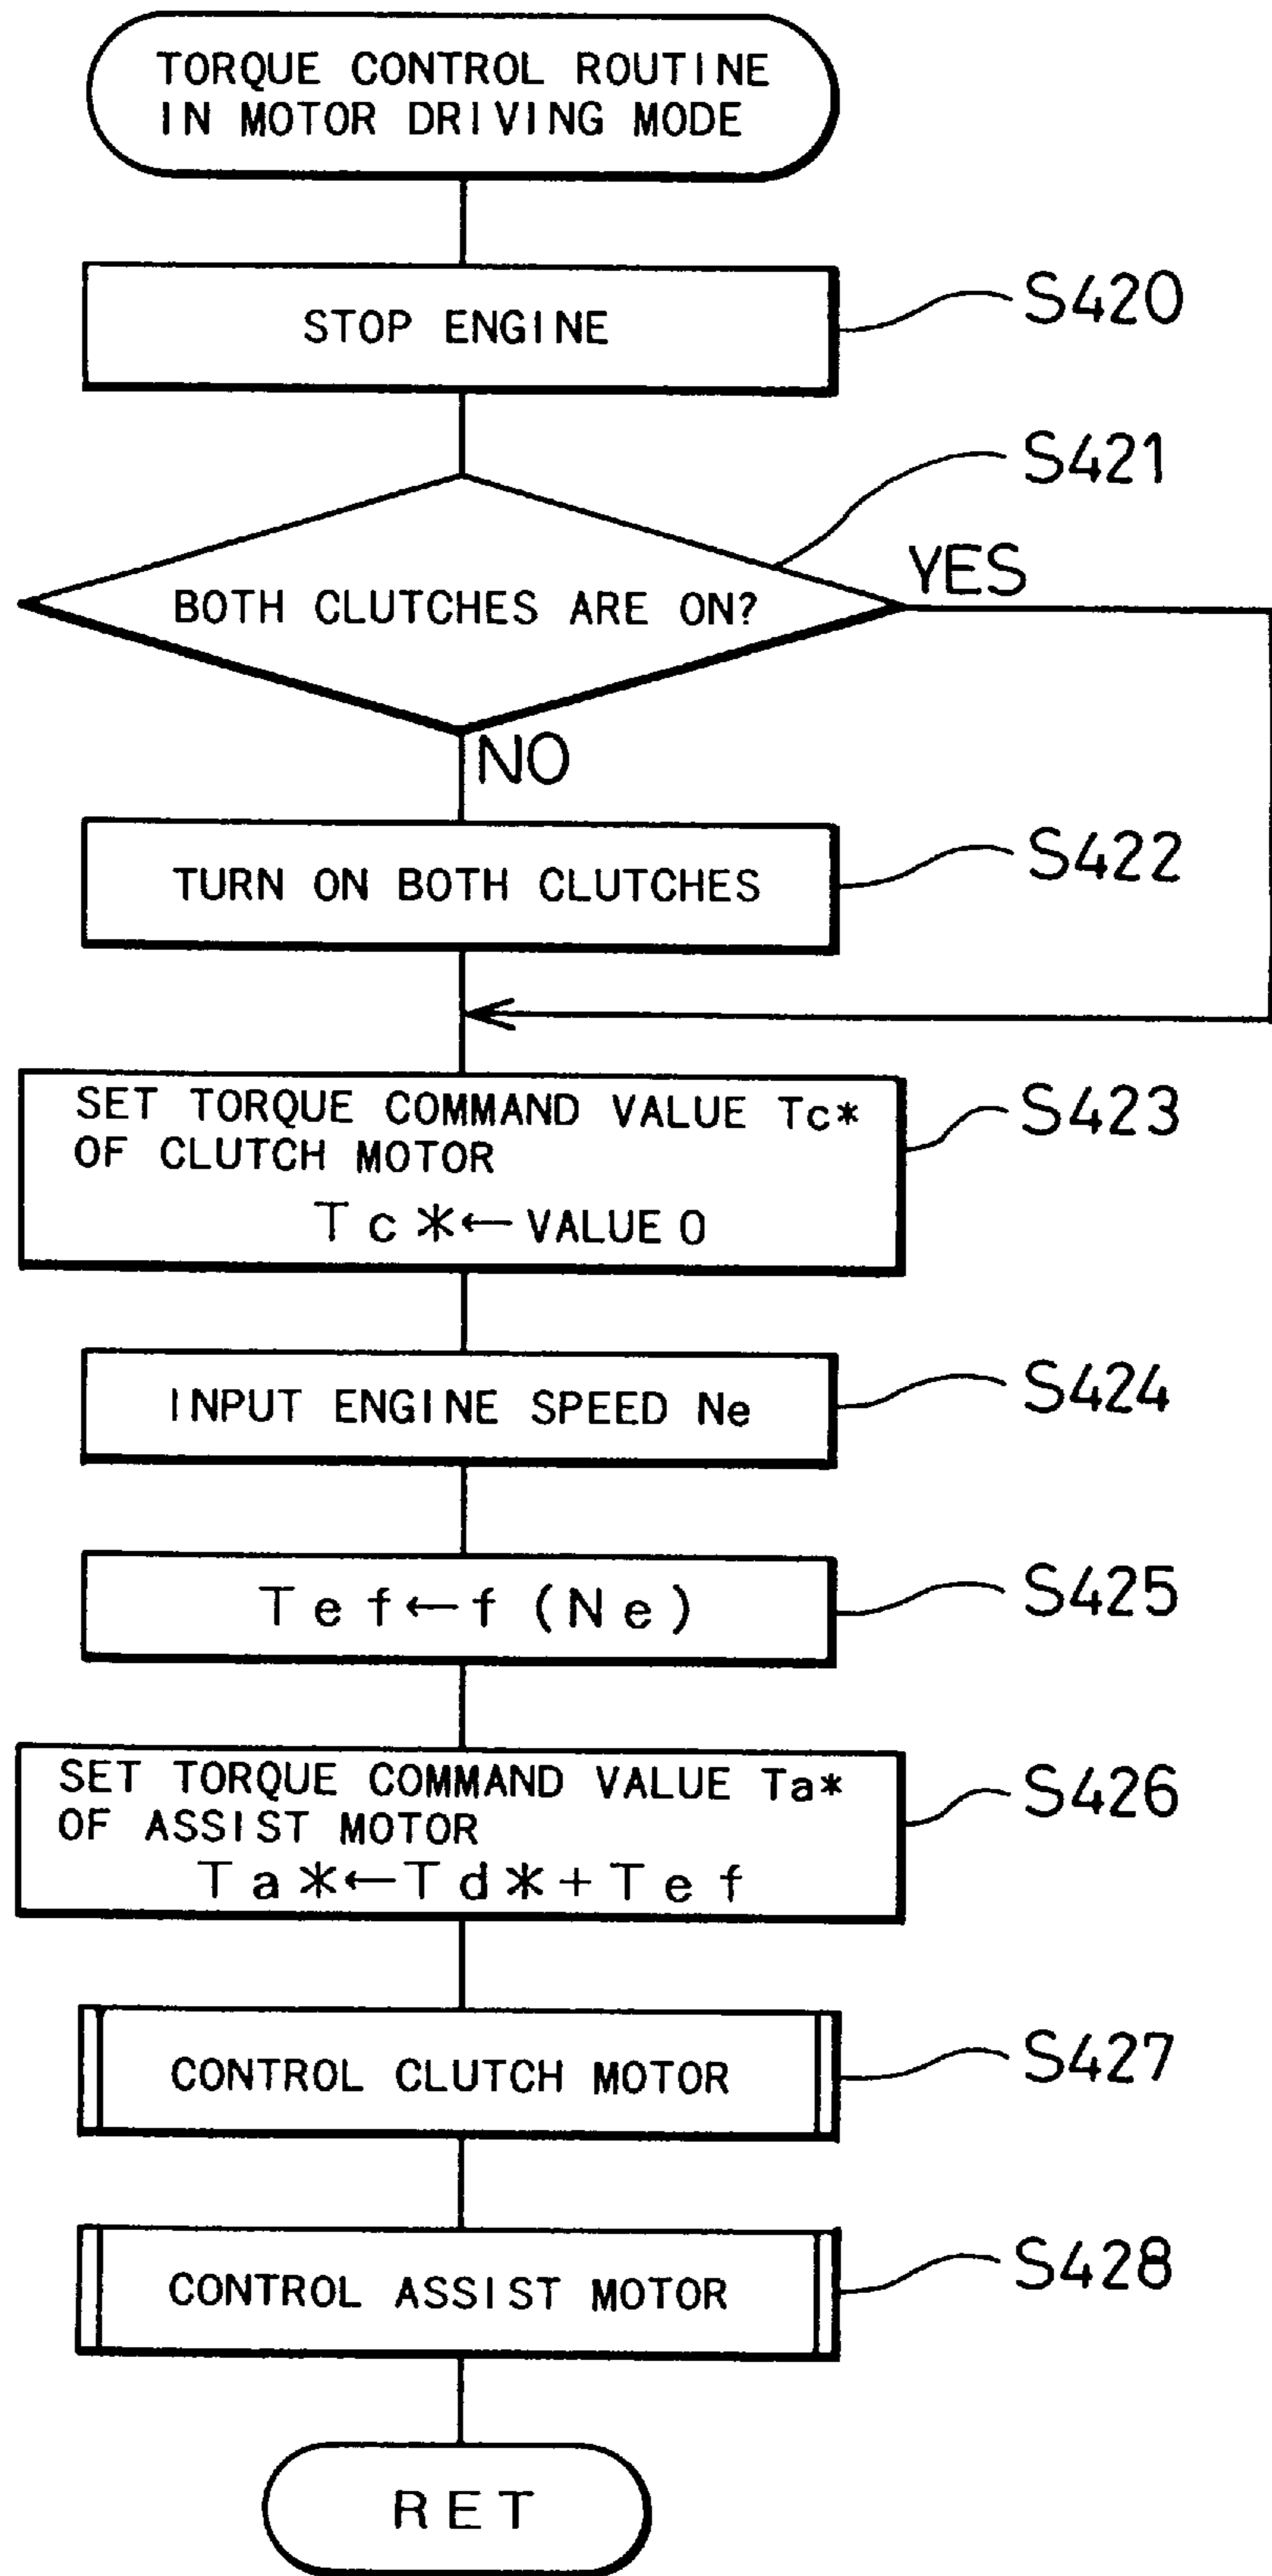 TORQUE CONTROL ROUTINE
IN MOTOR DRIVING MODE
STOP ENGINE
S420
S421
BOTH CLUTCHES ARE ON?
YES
NO
TURN ON BOTH CLUTCHES
S422
SET TORQUE COMMAND VALUE Tc*
OF CLUTCH MOTOR
Tc*←VALUE 0
S423
INPUT ENGINE SPEED Ne
S424
Tef←f(Ne)
S425
SET TORQUE COMMAND VALUE Ta*
OF ASSIST MOTOR
Ta*←Td*+Tef
S426
CONTROL CLUTCH MOTOR
S427
CONTROL ASSIST MOTOR
S428
RET